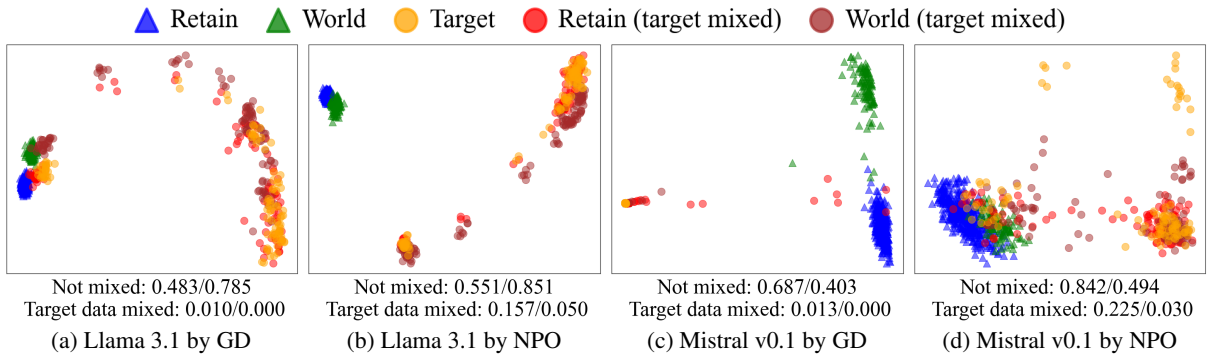 Retain World Target Retain (target mixed) World (target mixed)
Not mixed: 0.483/0.785
Target data mixed: 0.010/0.000
(a) Llama 3.1 by GD
Not mixed: 0.551/0.851
Target data mixed: 0.157/0.050
(b) Llama 3.1 by NPO
Not mixed: 0.687/0.403
Target data mixed: 0.013/0.000
(c) Mistral v0.1 by GD
Not mixed: 0.842/0.494
Target data mixed: 0.225/0.030
(d) Mistral v0.1 by NPO